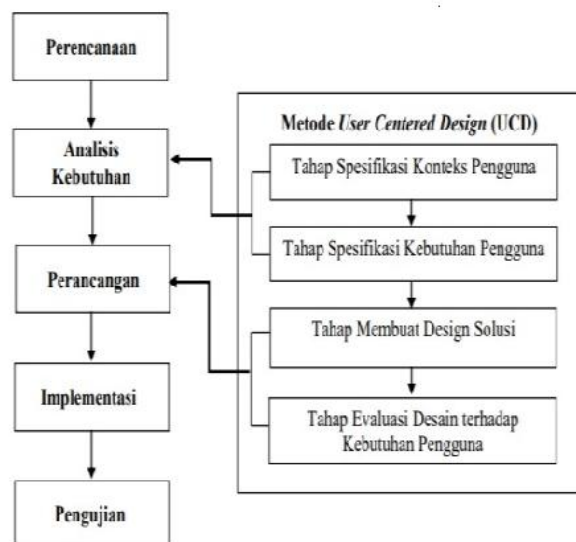 Perencanaan
Analisis
Kebutuhan
Perancangan
Implementasi
Pengujian
Metode User Centered Design (UCD)
Tahap Spesifikasi Konteks Pengguna
Tahap Spesifikasi Kebutuhan Pengguna
Tahap Membuat Design Solusi
Tahap Evaluasi Desain terhadap
Kebutuhan Pengguna